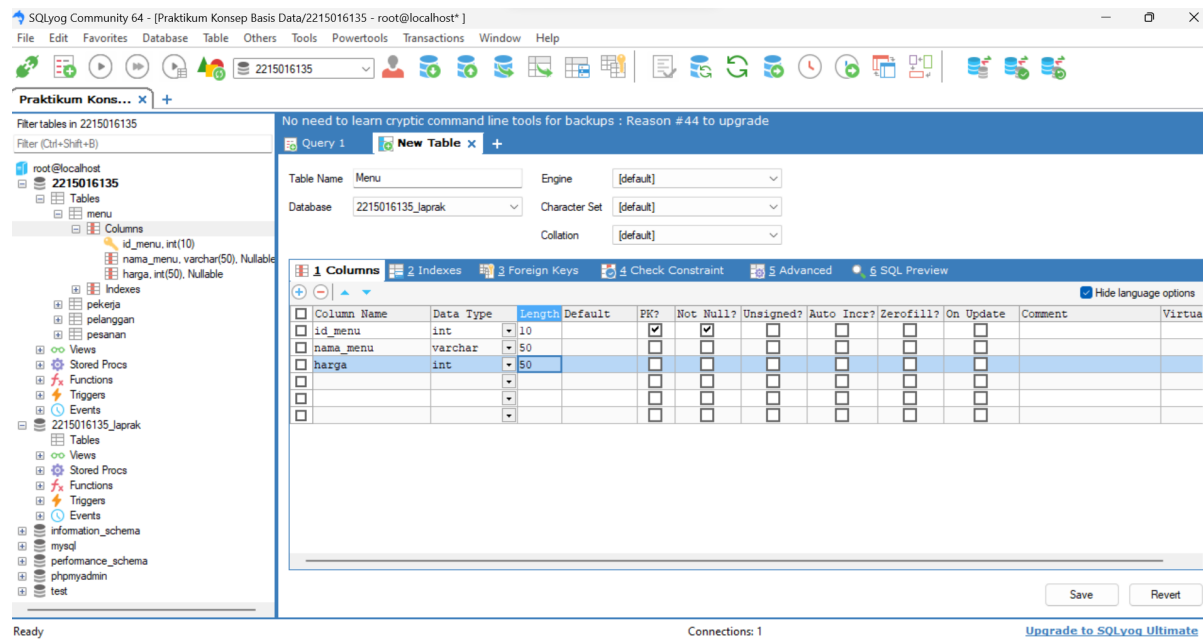 SQLyog Community 64 - [Praktikum Konsep Basis Data/2215016135 - root@localhost* ]
File Edit Favorites Database Table Others Tools Powertools Transactions Window Help
2215016135
Praktikum Kons...
Filter tables in 2215016135
Filter (Ctrl+Shift+B)
root@localhost
2215016135
Tables
menu
Columns
id_menu, int(10)
nama_menu, varchar(50), Nullable
harga, int(50), Nullable
Indexes
pekerja
pelanggan
pesanan
Views
Stored Procs
Functions
Triggers
Events
2215016135_laprak
Tables
Views
Stored Procs
Functions
Triggers
Events
information_schema
mysql
performance_schema
phpmyadmin
test
No need to learn cryptic command line tools for backups : Reason #44 to upgrade
Query 1 New Table
Table Name Menu Engine [default]
Database 2215016135_laprak Character Set [default]
Collation [default]
1 Columns 2 Indexes 3 Foreign Keys 4 Check Constraint 5 Advanced 6 SQL Preview
Hide language options
Column Name Data Type Length Default PK? Not Null? Unsigned? Auto Incr? Zerofill? On Update Comment Virtua
id_menu int 10
nama_menu varchar 50
harga int 50
Save Revert
Ready Connections: 1 Upgrade to SQLyog Ultimate